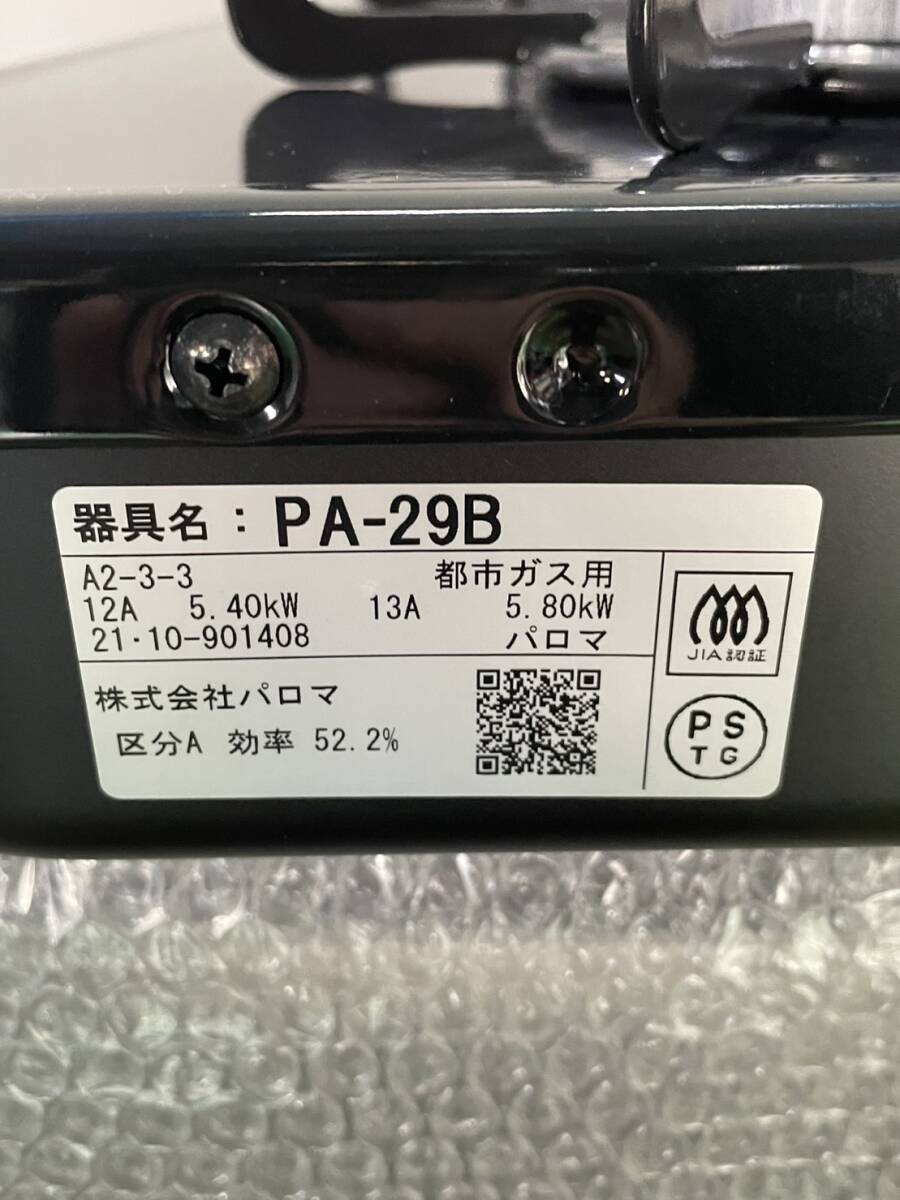 器具名：PA-29B
A2-3-3 都市ガス用
12A 5.40kW 13A 5.80kW
21·10-901408 パロマ
JIA認証
株式会社パロマ
区分A 効率 52.2%
PS
TG